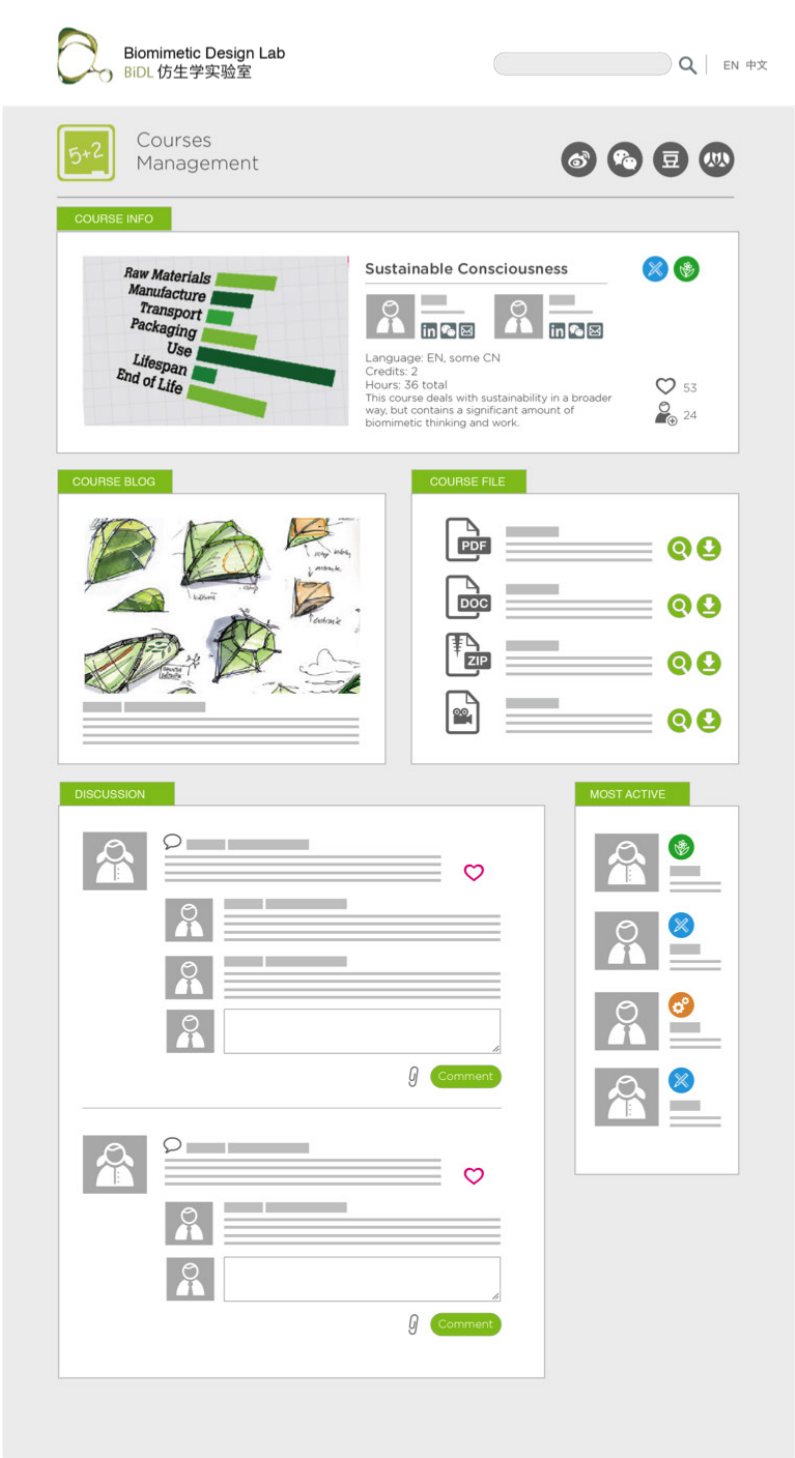 Biomimetic Design Lab
BiDL 仿生学实验室
EN 中文
5+2
Courses
Management
豆
COURSE INFO
Raw Materials
Manufacture
Transport
Packaging
Use
Lifespan
End of Life
Sustainable Consciousness
in
in
Language: EN, some CN
Credits: 2
Hours: 36 total
This course deals with sustainability in a broader
way, but contains a significant amount of
biomimetic thinking and work.
53
24
COURSE BLOG
COURSE FILE
PDF
DOC
ZIP
DISCUSSION
MOST ACTIVE
Comment
Comment